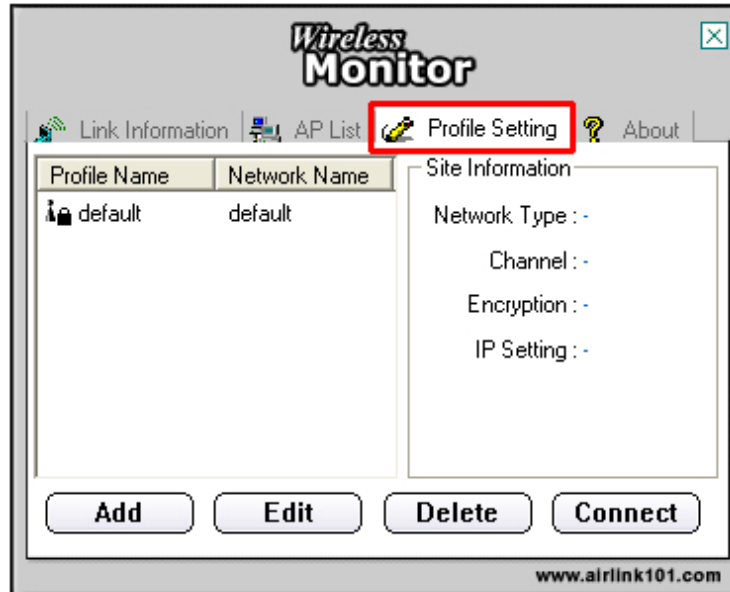 Wireless
Monitor
Link Information AP List Profile Setting About
Profile Name Network Name
default default
Site Information
Network Type : -
Channel : -
Encryption : -
IP Setting : -
Add Edit Delete Connect
www.airlink101.com